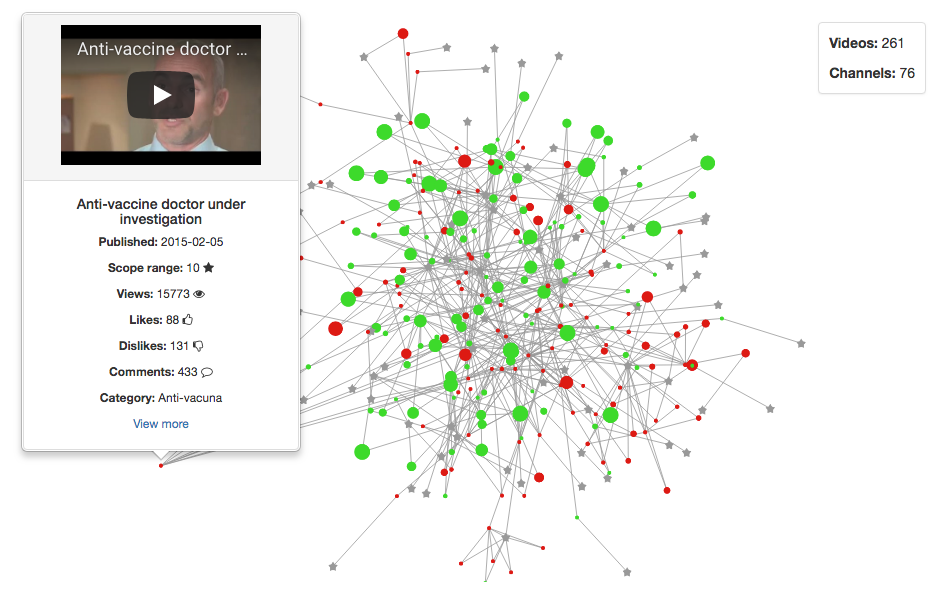 Anti-vaccine doctor ...
Anti-vaccine doctor under
investigation
Published: 2015-02-05
Scope range: 10
Views: 15773
Likes: 88
Dislikes: 131
Comments: 433
Category: Anti-vacuna
View more
Videos: 261
Channels: 76